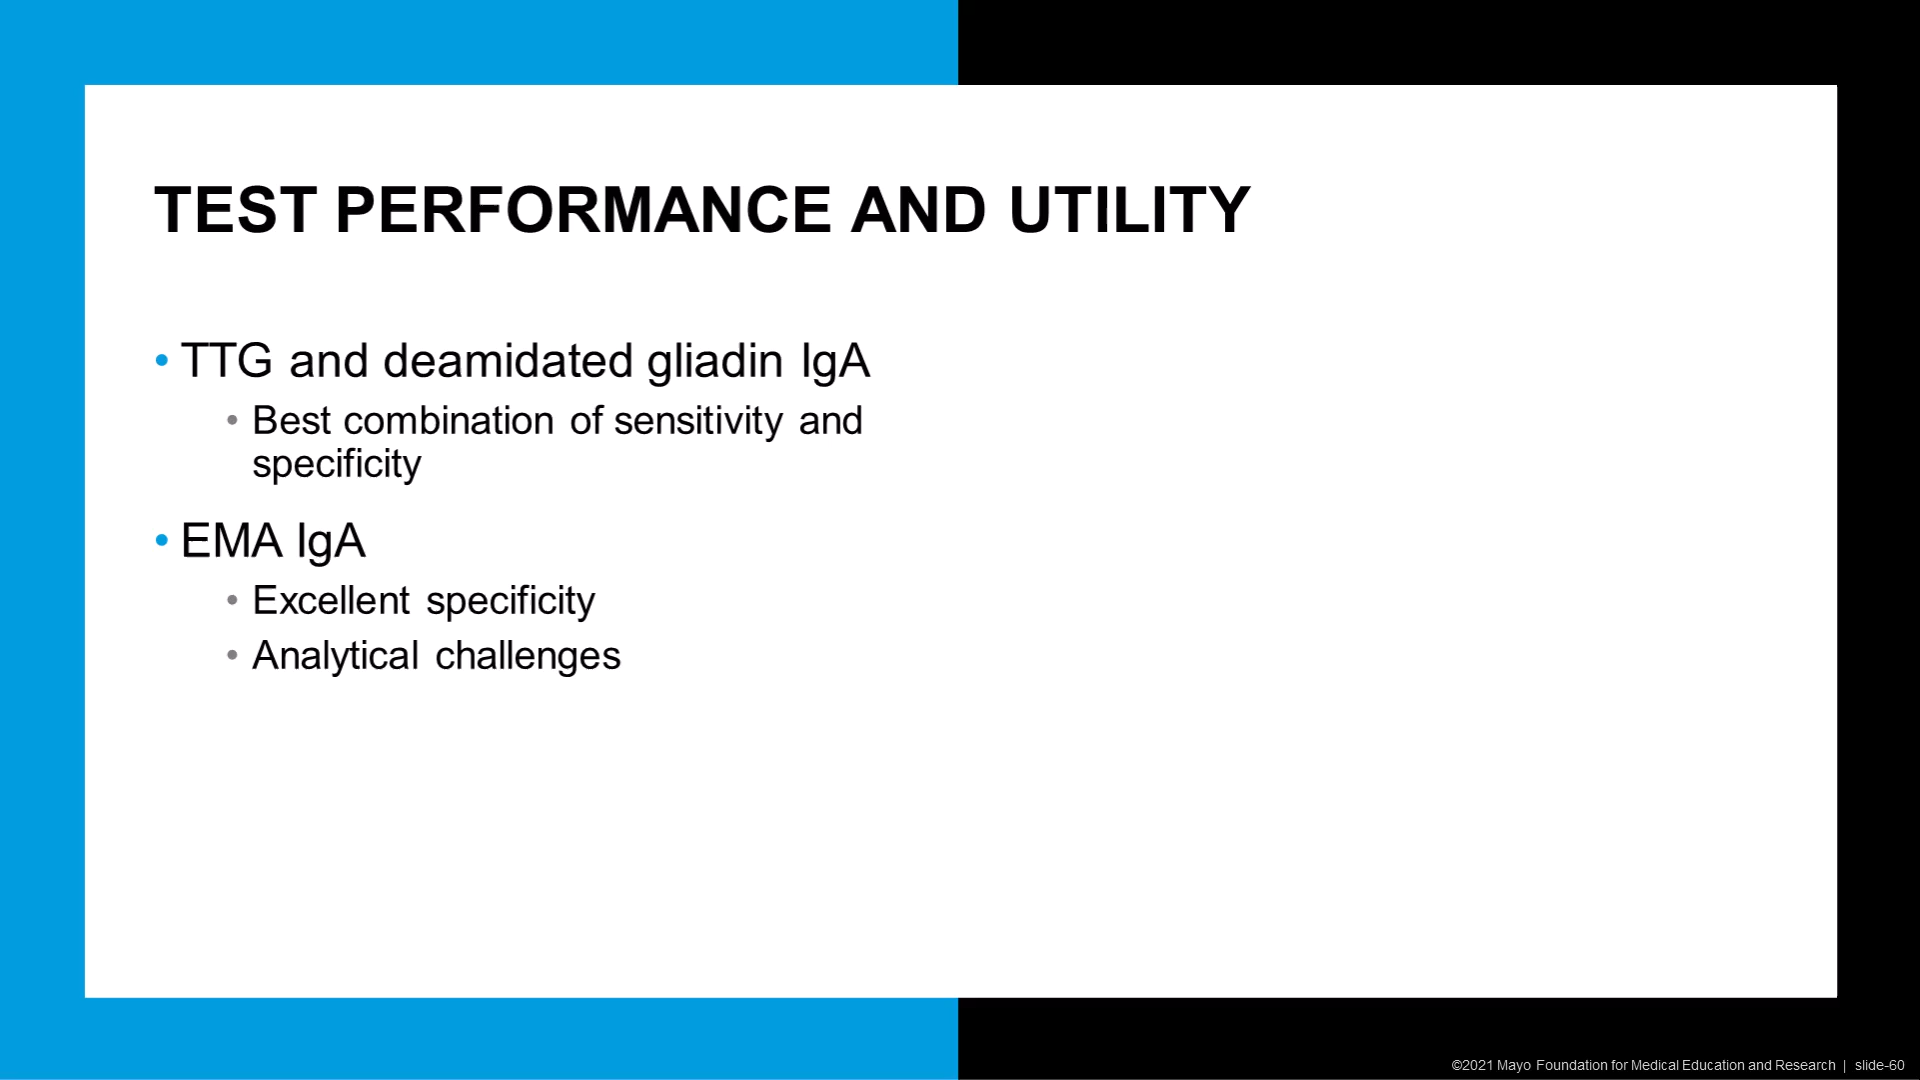 TEST PERFORMANCE AND UTILITY
• TTG and deamidated gliadin IgA
• Best combination of sensitivity and
specificity
• EMA IgA
• Excellent specificity
• Analytical challenges
©2021 Mayo Foundation for Medical Education and Research | slide-60